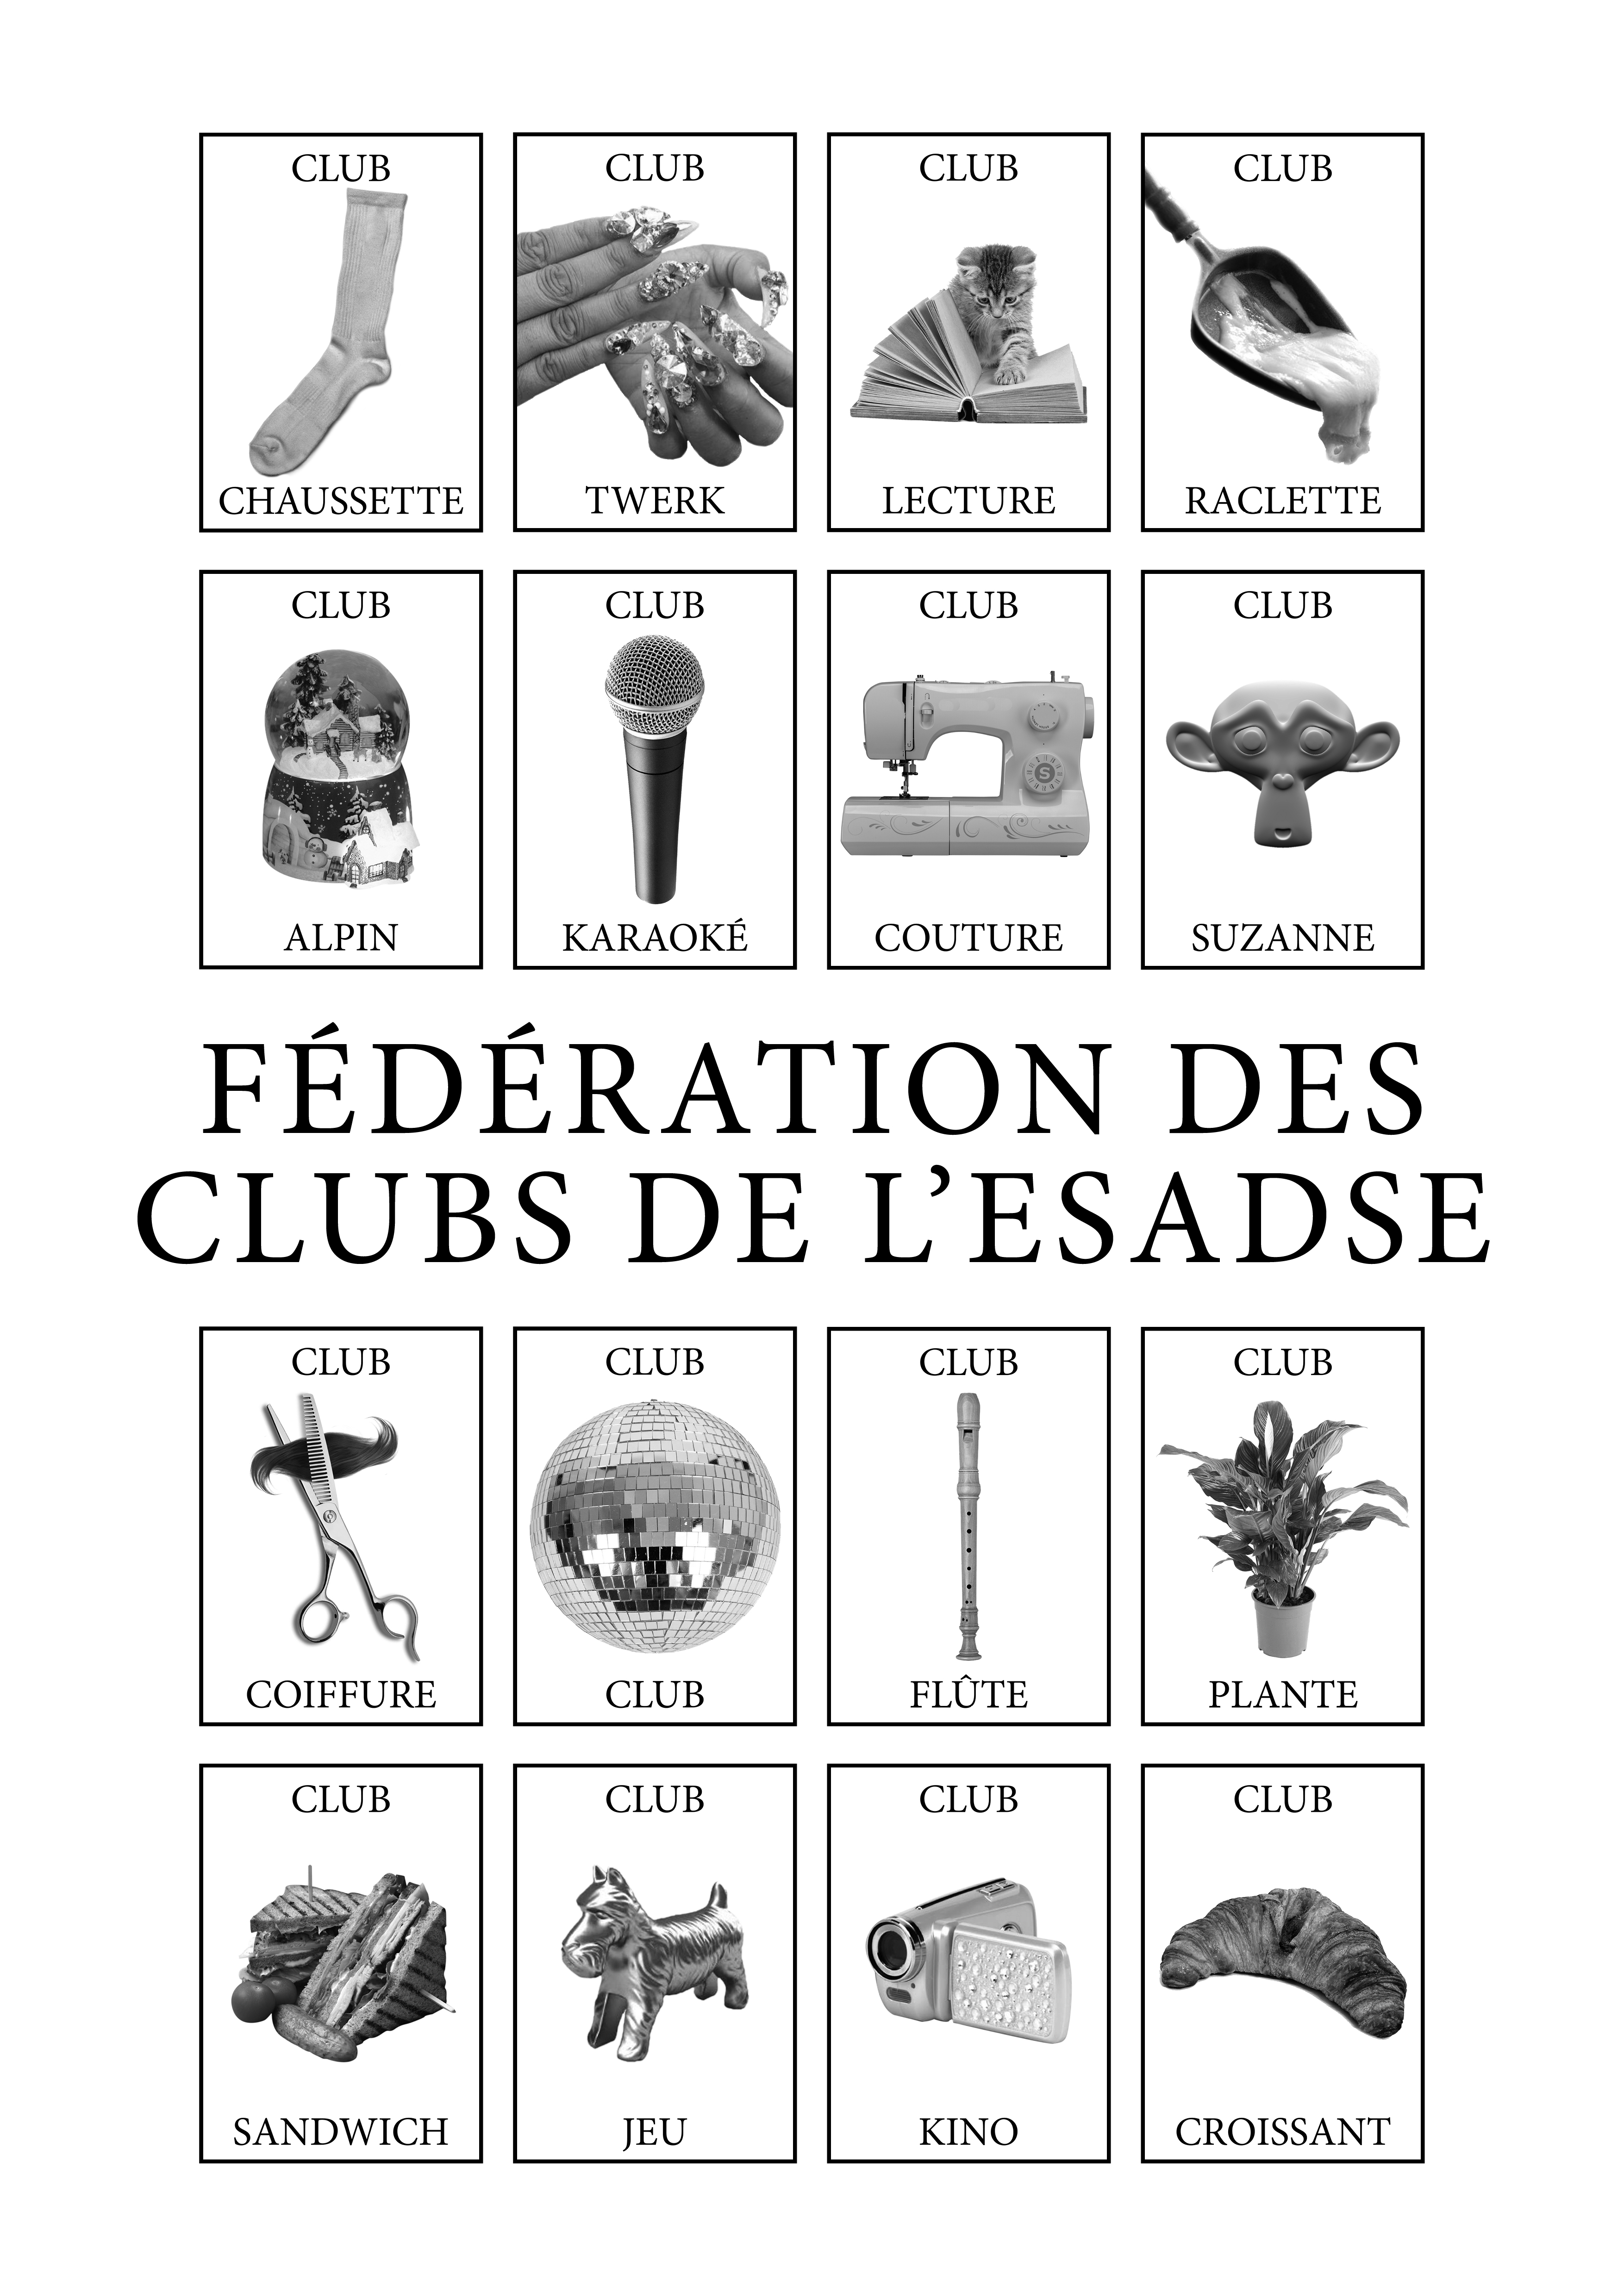 CLUB
CHAUSSETTE
CLUB
TWERK
CLUB
LECTURE
CLUB
RACLETTE
CLUB
ALPIN
CLUB
KARAOKÉ
CLUB
COUTURE
CLUB
SUZANNE
FÉDÉRATION DES
CLUBS DE L’ESADSE
CLUB
COIFFURE
CLUB
CLUB
CLUB
FLÛTE
CLUB
PLANTE
CLUB
SANDWICH
CLUB
JEU
CLUB
KINO
CLUB
CROISSANT